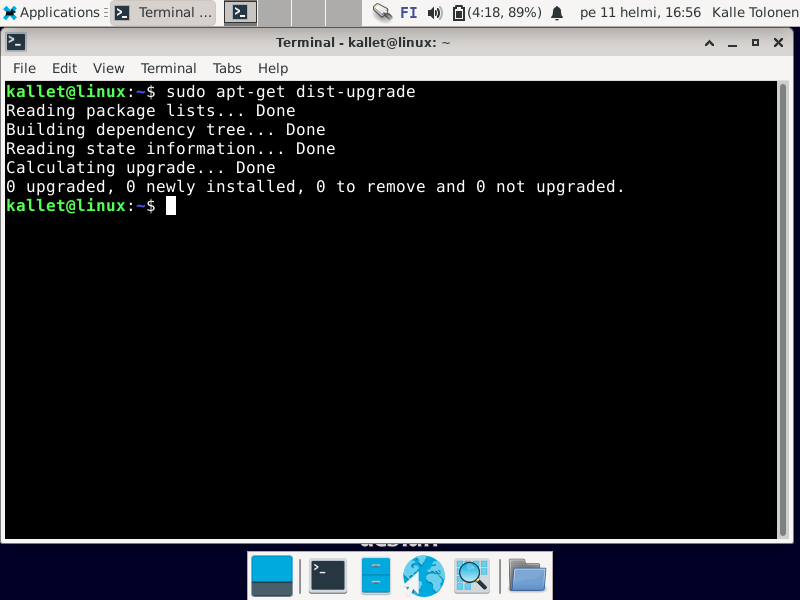 Applications Terminal ... FI (4:18, 89%) pe 11 helmi, 16:56 Kalle Tolonen
Terminal - kallet@linux: ~
File Edit View Terminal Tabs Help
kallet@linux:~$ sudo apt-get dist-upgrade
Reading package lists... Done
Building dependency tree... Done
Reading state information... Done
Calculating upgrade... Done
0 upgraded, 0 newly installed, 0 to remove and 0 not upgraded.
kallet@linux:~$